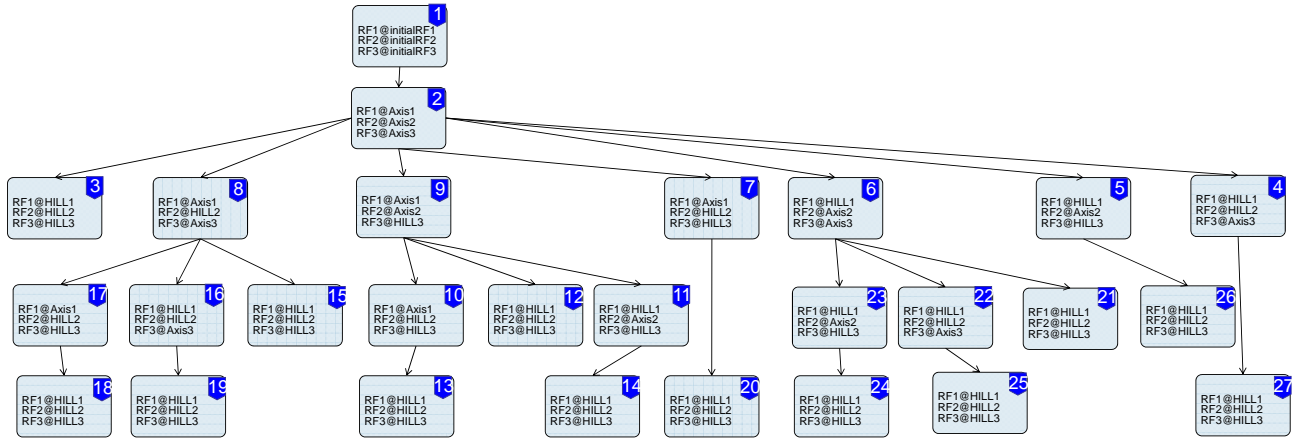 1
RF1@initialRF1
RF2@initialRF2
RF3@initialRF3
2
RF1@Axis1
RF2@Axis2
RF3@Axis3
3
RF1@HILL1
RF2@HILL2
RF3@HILL3
8
RF1@Axis1
RF2@HILL2
RF3@Axis3
9
RF1@Axis1
RF2@Axis2
RF3@HILL3
7
RF1@Axis1
RF2@HILL2
RF3@HILL3
6
RF1@HILL1
RF2@Axis2
RF3@Axis3
5
RF1@HILL1
RF2@Axis2
RF3@HILL3
4
RF1@HILL1
RF2@HILL2
RF3@Axis3
17
RF1@Axis1
RF2@HILL2
RF3@HILL3
16
RF1@HILL1
RF2@HILL2
RF3@Axis3
15
RF1@HILL1
RF2@HILL2
RF3@HILL3
10
RF1@Axis1
RF2@HILL2
RF3@HILL3
12
RF1@HILL1
RF2@HILL2
RF3@HILL3
11
RF1@HILL1
RF2@Axis2
RF3@HILL3
23
RF1@HILL1
RF2@Axis2
RF3@HILL3
22
RF1@HILL1
RF2@HILL2
RF3@Axis3
21
RF1@HILL1
RF2@HILL2
RF3@HILL3
26
RF1@HILL1
RF2@HILL2
RF3@HILL3
18
RF1@HILL1
RF2@HILL2
RF3@HILL3
19
RF1@HILL1
RF2@HILL2
RF3@HILL3
13
RF1@HILL1
RF2@HILL2
RF3@HILL3
14
RF1@HILL1
RF2@HILL2
RF3@HILL3
20
RF1@HILL1
RF2@HILL2
RF3@HILL3
24
RF1@HILL1
RF2@HILL2
RF3@HILL3
25
RF1@HILL1
RF2@HILL2
RF3@HILL3
27
RF1@HILL1
RF2@HILL2
RF3@HILL3